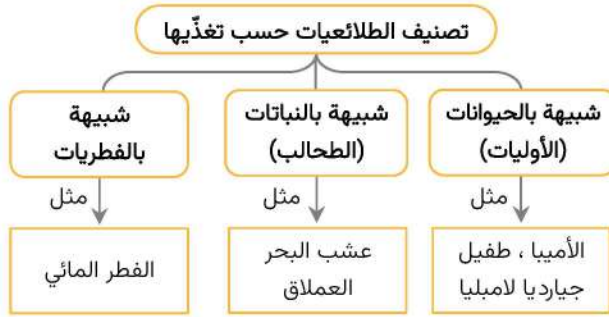 تصنيف الطلائعيات حسب تغذّيها
شبيهة بالحيوانات
(الأوليات)
شبيهة بالنباتات
(الطحالب)
شبيهة
بالفطريات
مثل
مثل
مثل
الأميبا ، طفيل
جيارديا لامبليا
عشب البحر
العملاق
الفطر المائي